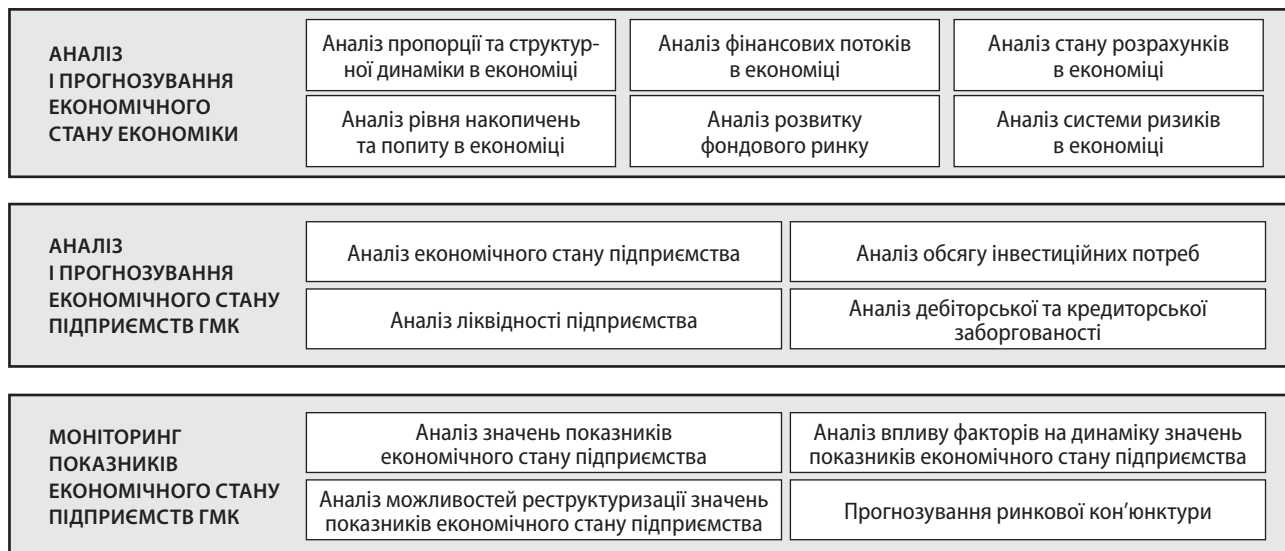 АНАЛІЗ
І ПРОГНОЗУВАННЯ
ЕКОНОМІЧНОГО
СТАНУ ЕКОНОМІКИ
Аналіз пропорції та структур-
ної динаміки в економіці
Аналіз фінансових потоків
в економіці
Аналіз стану розрахунків
в економіці
Аналіз рівня накопичень
та попиту в економіці
Аналіз розвитку
фондового ринку
Аналіз системи ризиків
в економіці
АНАЛІЗ
І ПРОГНОЗУВАННЯ
ЕКОНОМІЧНОГО СТАНУ
ПІДПРИЄМСТВ ГМК
Аналіз економічного стану підприємства
Аналіз обсягу інвестиційних потреб
Аналіз ліквідності підприємства
Аналіз дебіторської та кредиторської
заборгованості
МОНІТОРИНГ
ПОКАЗНИКІВ
ЕКОНОМІЧНОГО СТАНУ
ПІДПРИЄМСТВ ГМК
Аналіз значень показників
економічного стану підприємства
Аналіз впливу факторів на динаміку значень
показників економічного стану підприємства
Аналіз можливостей реструктуризації значень
показників економічного стану підприємства
Прогнозування ринкової кон’юнктури